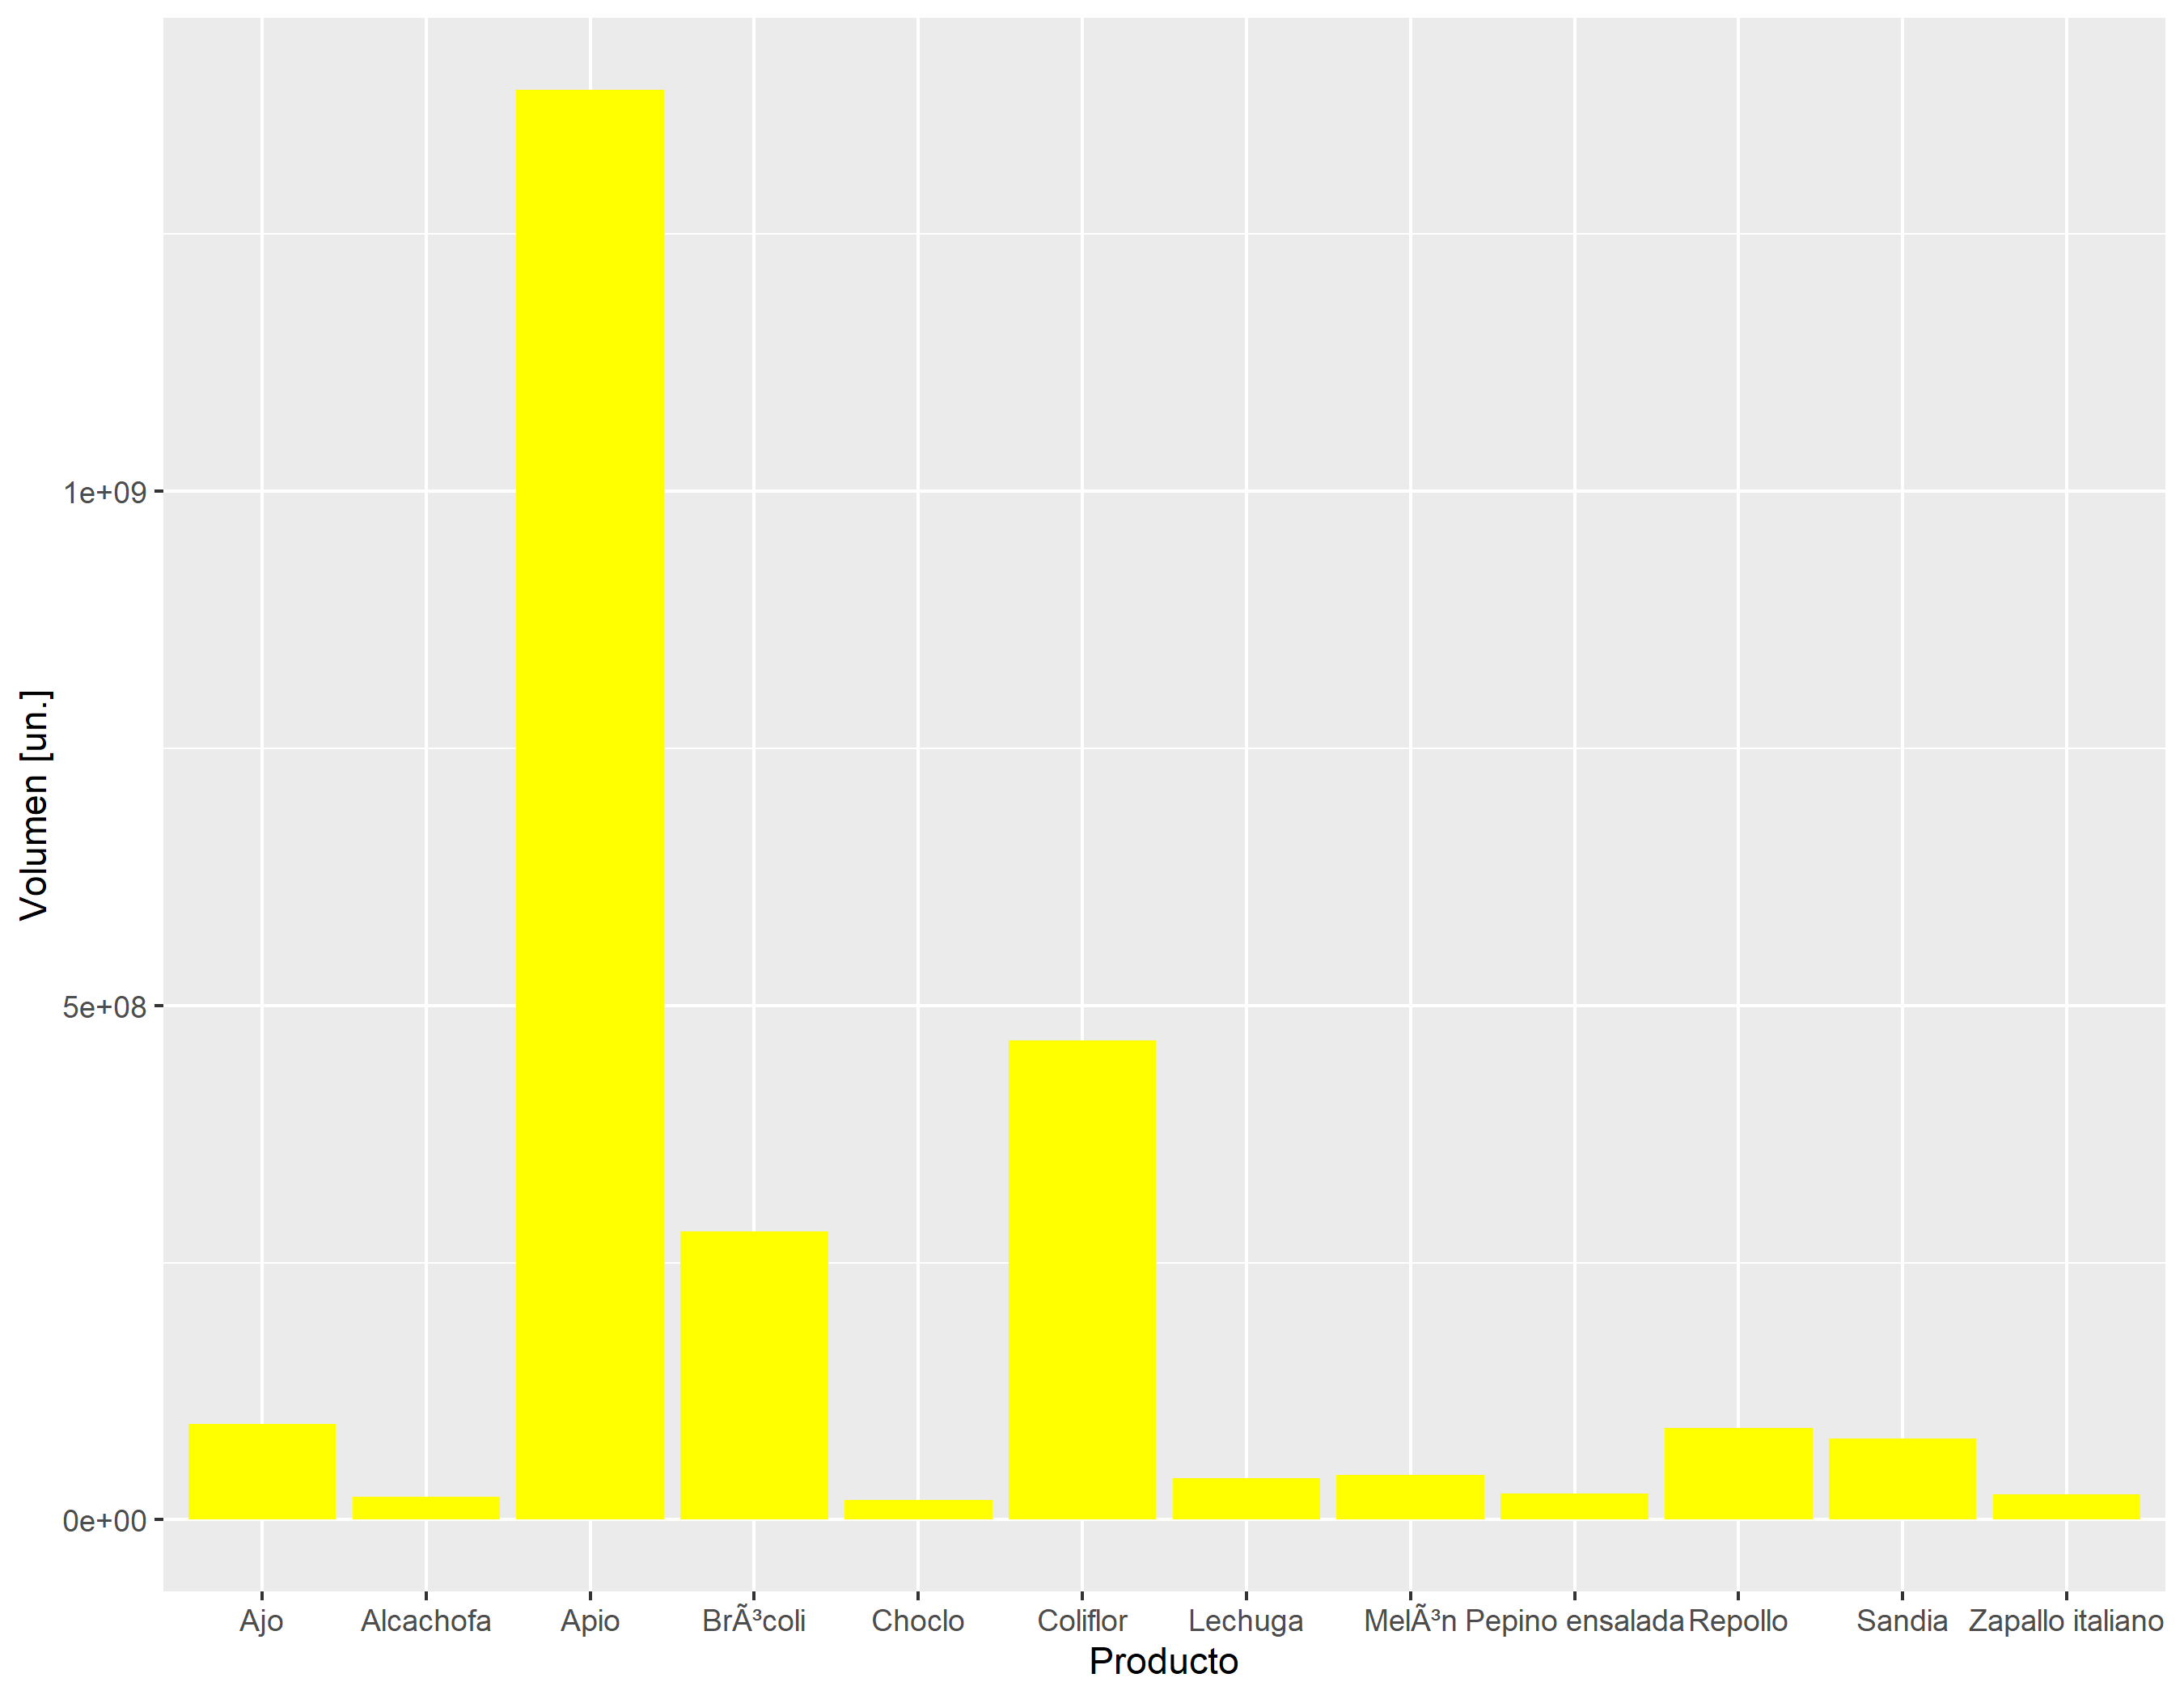 Volumen [un.]
1e+09
5e+08
0e+00
Ajo Alcachofa Apio BrÃ³coli Choclo Coliflor Lechuga MelÃ³n Pepino ensalada Repollo Sandia Zapallo italiano
Producto